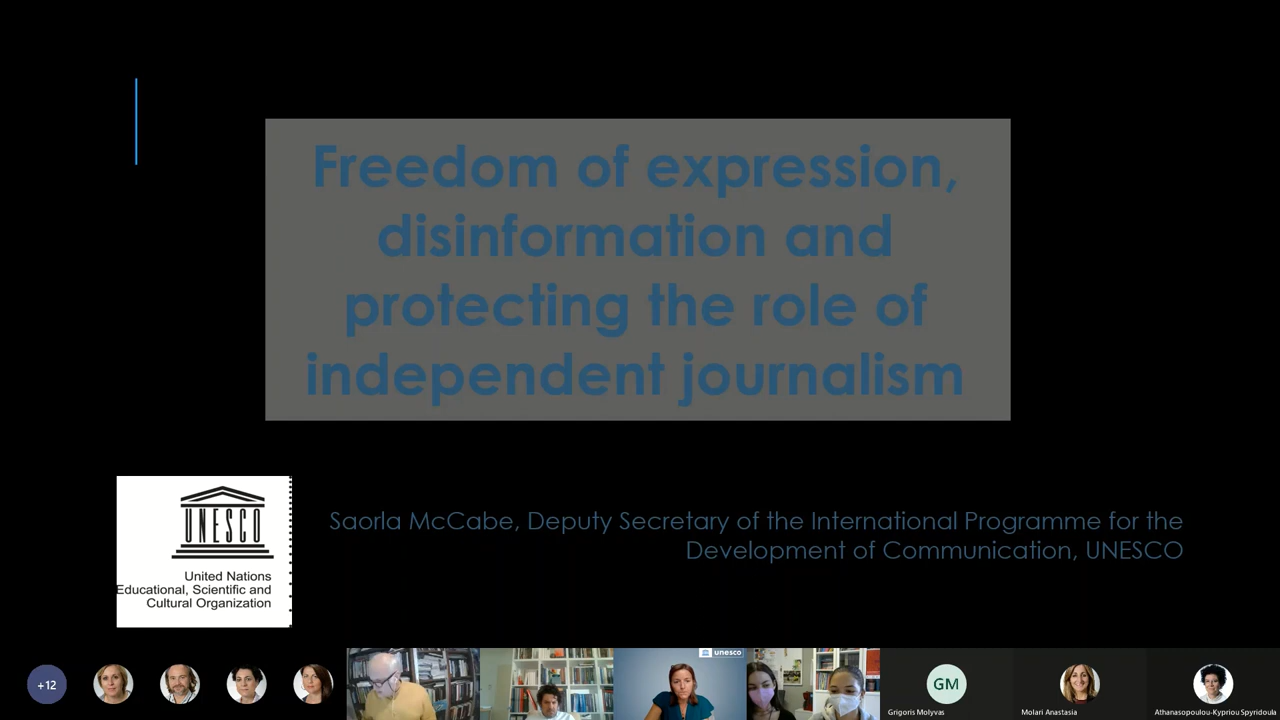 Freedom of expression,
disinformation and
protecting the role of
independent journalism
UNESCO
United Nations
Educational, Scientific and
Cultural Organization
Saorla McCabe, Deputy Secretary of the International Programme for the
Development of Communication, UNESCO
+12
unesco
GM
Grigoris Molyvas
Molari Anastasia
Athanasopoulou-Kypriou Spyridoula